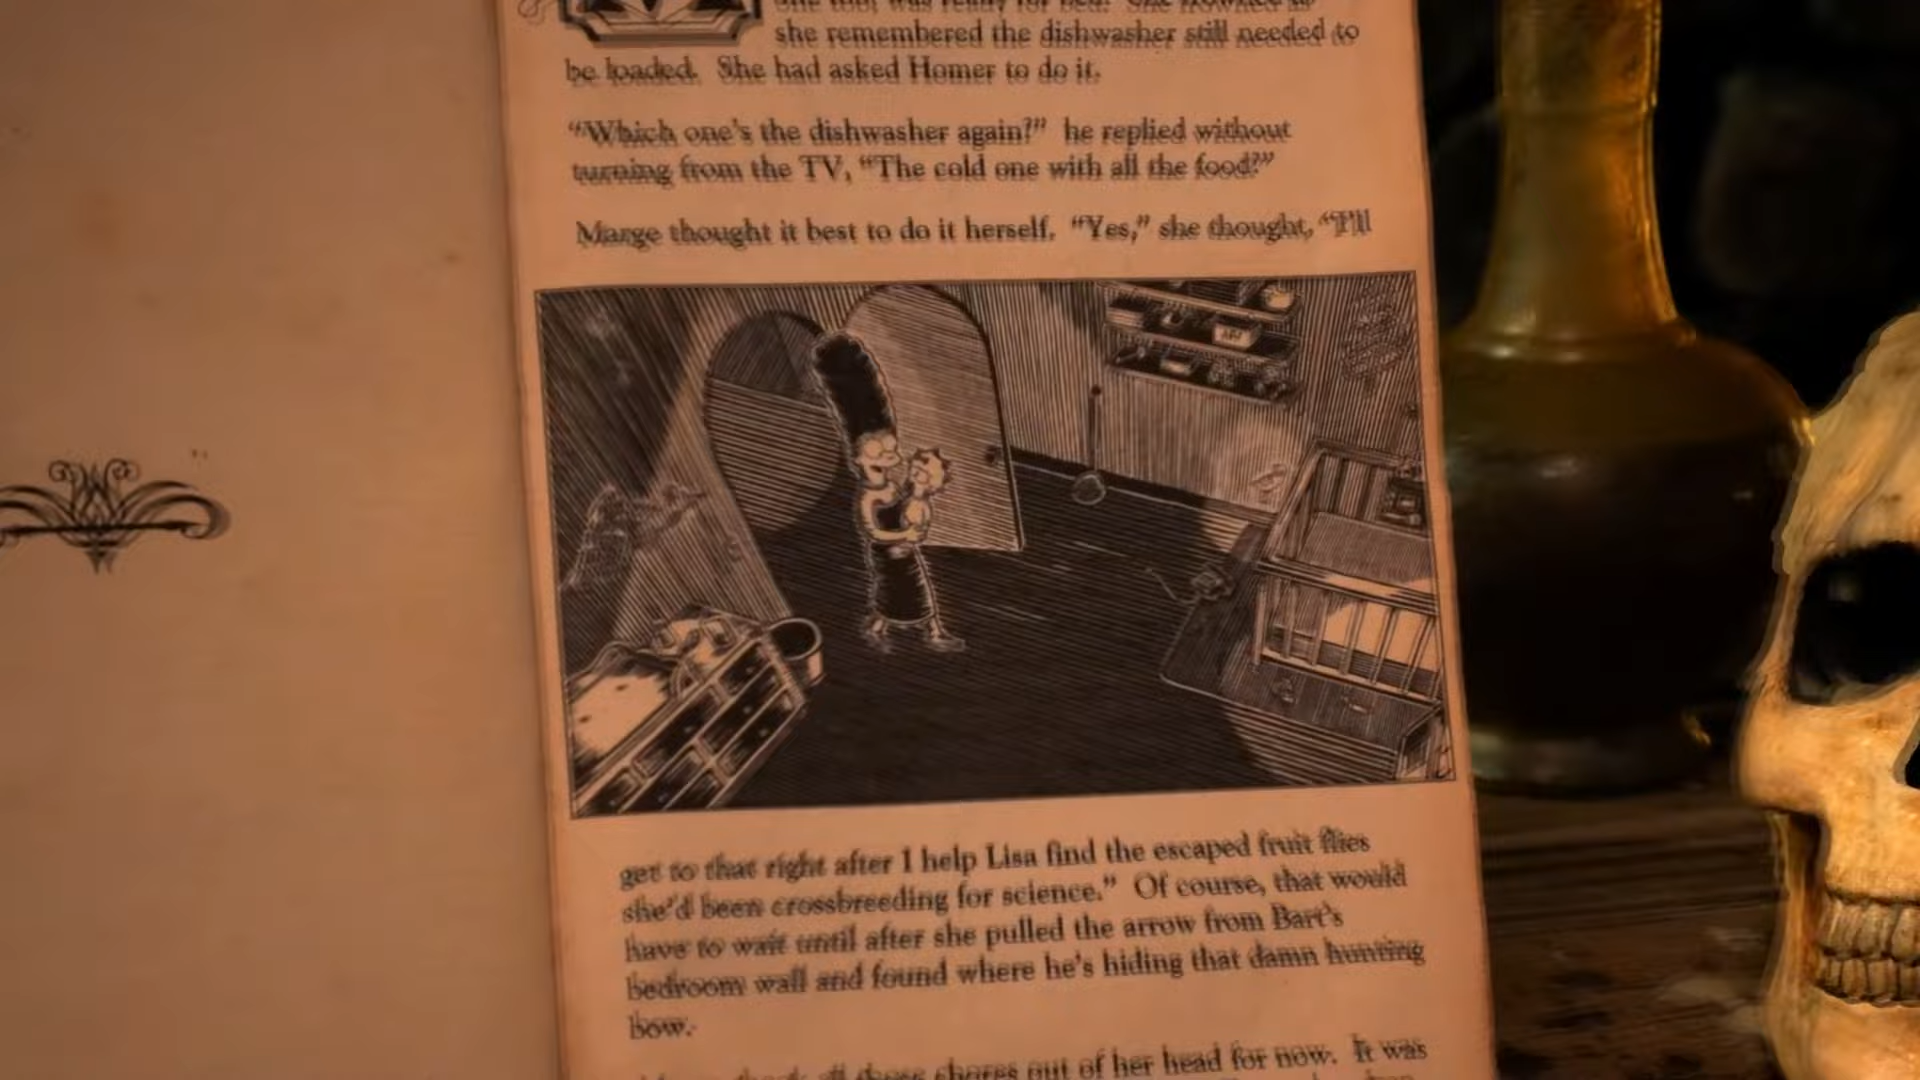 she remembered the dishwasher still needed to
be loaded. She had asked Homer to do it.
“Which one’s the dishwasher again?” he replied without
turning from the TV, “The cold one with all the food?”
Marge thought it best to do it herself. “Yes,” she thought, “I’ll
get to that right after I help Lisa find the escaped fruit flies
she’d been crossbreeding for science.” Of course, that would
have to wait until after she pulled the arrow from Bart’s
bedroom wall and found where he’s hiding that damn hunting
bow.
all those chores out of her head for now. It was